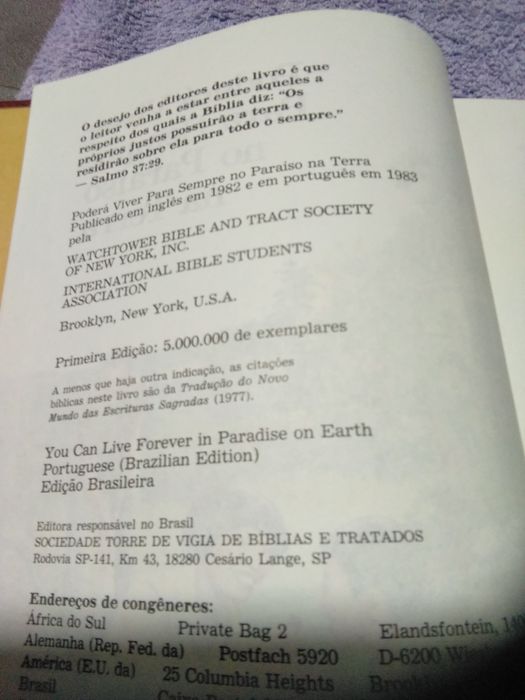 O desejo dos editores deste livro é que
o leitor venha a estar entre aqueles a
respeito dos quais a Bíblia diz: “Os
próprios justos possuirão a terra e
residirão sobre ela para todo o sempre.”
— Salmo 37:29.
Poderá Viver Para Sempre no Paraíso na Terra
Publicado em inglês em 1982 e em português em 1983
pela
WATCHTOWER BIBLE AND TRACT SOCIETY
OF NEW YORK, INC.
INTERNATIONAL BIBLE STUDENTS
ASSOCIATION
Brooklyn, New York, U.S.A.
Primeira Edição: 5.000.000 de exemplares
A menos que haja outra indicação, as citações
bíblicas neste livro são da Tradução do Novo
Mundo das Escrituras Sagradas (1977).
You Can Live Forever in Paradise on Earth
Portuguese (Brazilian Edition)
Edição Brasileira
Editora responsável no Brasil
SOCIEDADE TORRE DE VIGIA DE BÍBLIAS E TRATADOS
Rodovia SP-141, Km 43, 18280 Cesário Lange, SP
Endereços de congêneres:
África do Sul Private Bag 2 Elandsfontein,
Alemanha (Rep. Fed. da) Postfach 5920 D-6200
América (E.U. da) 25 Columbia Heights
Brasil